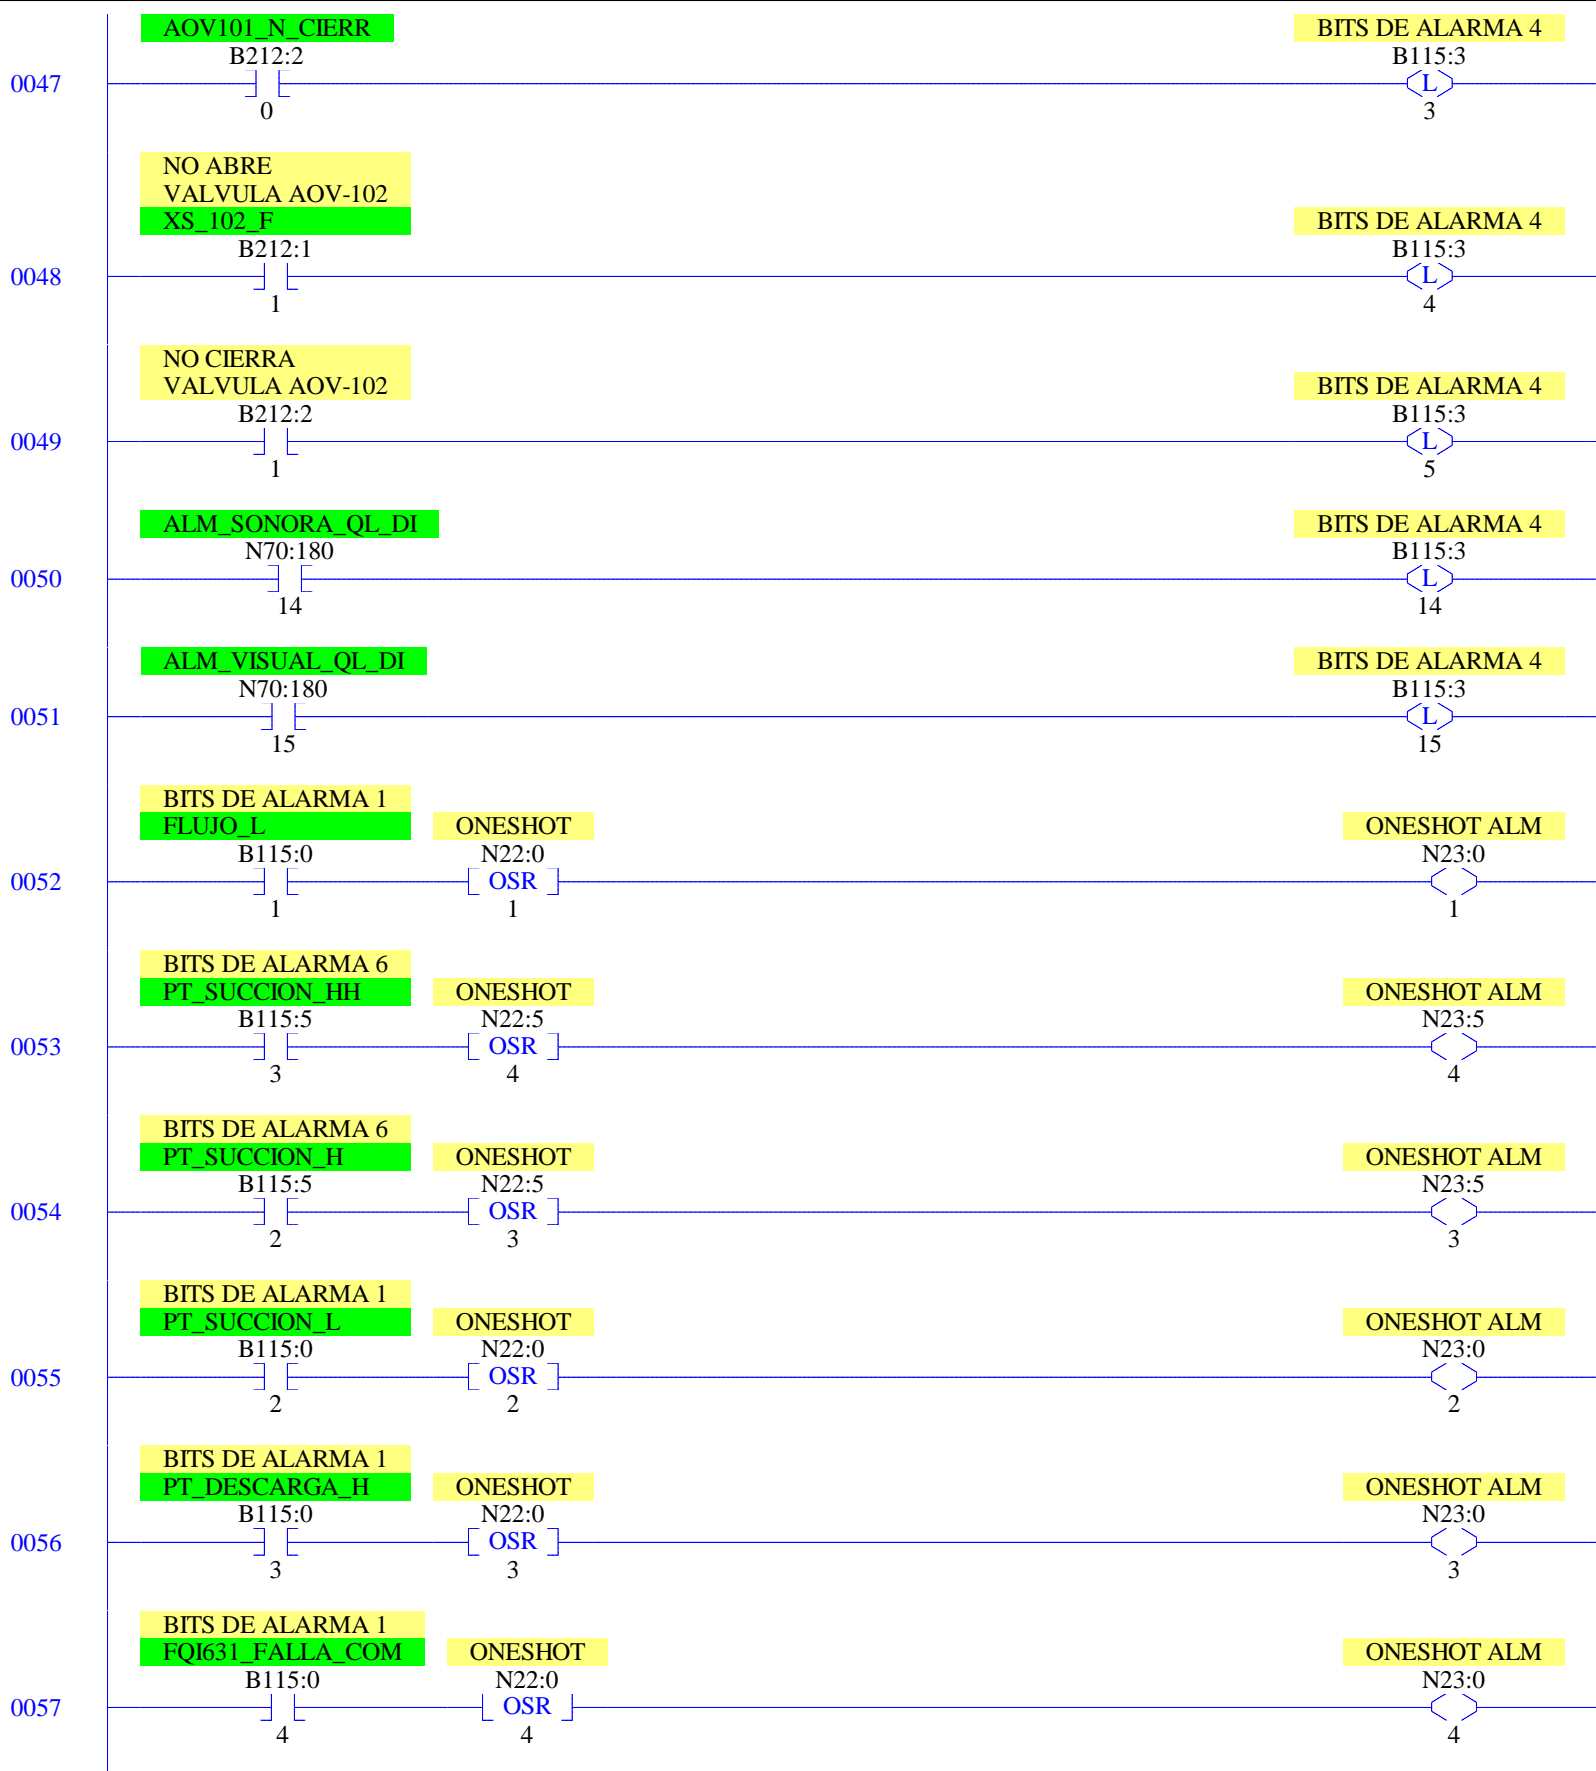 AOV101_N_CIERR
BITS DE ALARMA 4
B212:2
B115:3
0047
L
0
3
NO ABRE
VALVULA AOV-102
XS_102_F
BITS DE ALARMA 4
B212:1
B115:3
0048
L
1
4
NO CIERRA
VALVULA AOV-102
BITS DE ALARMA 4
B212:2
B115:3
0049
L
1
5
ALM_SONORA_QL_DI
BITS DE ALARMA 4
N70:180
B115:3
0050
L
14
14
ALM_VISUAL_QL_DI
BITS DE ALARMA 4
N70:180
B115:3
0051
L
15
15
BITS DE ALARMA 1
FLUJO_L
ONESHOT
ONESHOT ALM
B115:0
N22:0
N23:0
0052
OSR
1
1
1
BITS DE ALARMA 6
PT_SUCCION_HH
ONESHOT
ONESHOT ALM
B115:5
N22:5
N23:5
0053
OSR
3
4
4
BITS DE ALARMA 6
PT_SUCCION_H
ONESHOT
ONESHOT ALM
B115:5
N22:5
N23:5
0054
OSR
2
3
3
BITS DE ALARMA 1
PT_SUCCION_L
ONESHOT
ONESHOT ALM
B115:0
N22:0
N23:0
0055
OSR
2
2
2
BITS DE ALARMA 1
PT_DESCARGA_H
ONESHOT
ONESHOT ALM
B115:0
N22:0
N23:0
0056
OSR
3
3
3
BITS DE ALARMA 1
FQI631_FALLA_COM
ONESHOT
ONESHOT ALM
B115:0
N22:0
N23:0
0057
OSR
4
4
4